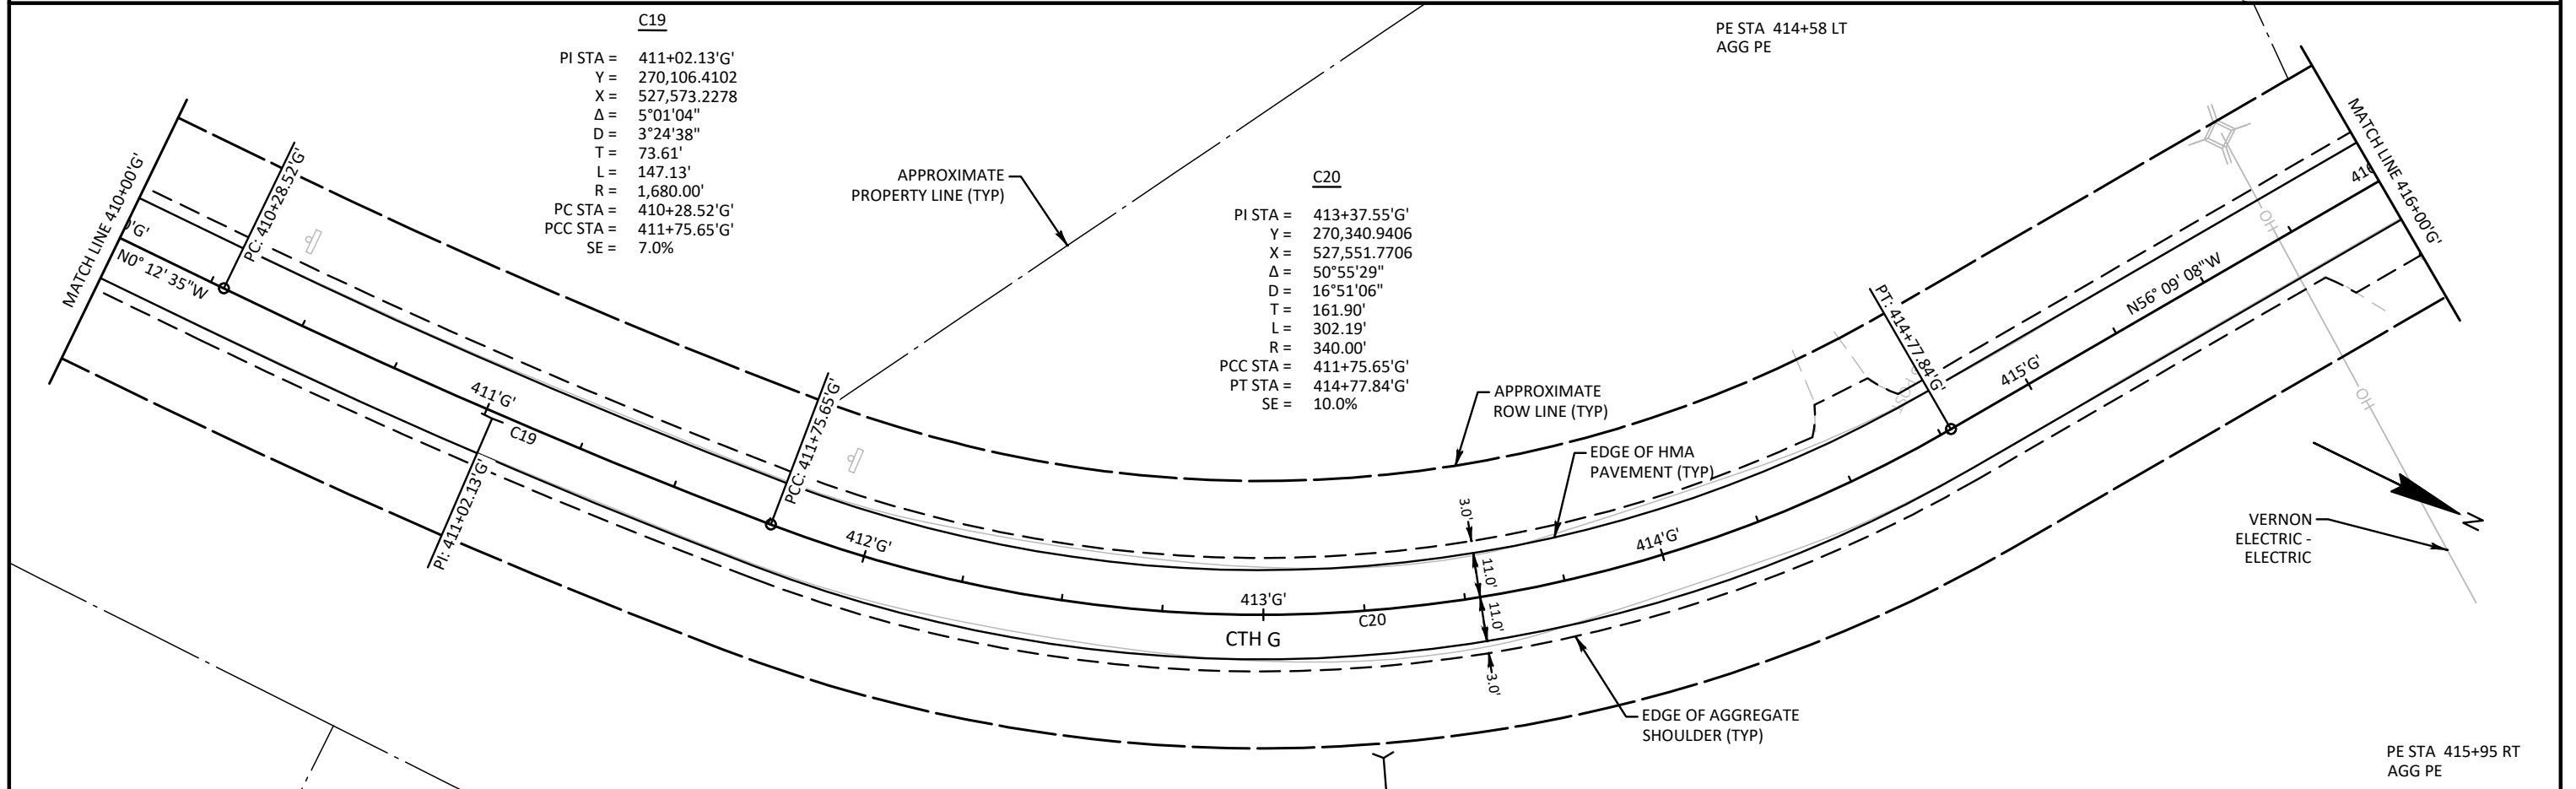 C19
PI STA = 411+02.13'G'
Y = 270,106.4102
X = 527,573.2278
Δ = 5°01'04"
D = 3°24'38"
T = 73.61'
L = 147.13'
R = 1,680.00'
PC STA = 410+28.52'G'
PCC STA = 411+75.65'G'
SE = 7.0%
PE STA 414+58 LT
AGG PE
C20
PI STA = 413+37.55'G'
Y = 270,340.9406
X = 527,551.7706
Δ = 50°55'29"
D = 16°51'06"
T = 161.90'
L = 302.19'
R = 340.00'
PCC STA = 411+75.65'G'
PT STA = 414+77.84'G'
SE = 10.0%
APPROXIMATE
PROPERTY LINE (TYP)
MATCH LINE 410+00'G'
0'G'
N0° 12' 35"W
PC: 410+28.52'G'
411'G'
C19
PI: 411+02.13'G'
PCC: 411+75.65'G'
412'G'
413'G'
C20
CTH G
3.0'
11.0'
11.0'
3.0'
APPROXIMATE
ROW LINE (TYP)
EDGE OF HMA
PAVEMENT (TYP)
414'G'
EDGE OF AGGREGATE
SHOULDER (TYP)
PT: 414+77.84'G'
415'G'
N56° 09' 08"W
416
MATCH LINE 416+00'G'
OH
OH
N
VERNON
ELECTRIC -
ELECTRIC
PE STA 415+95 RT
AGG PE